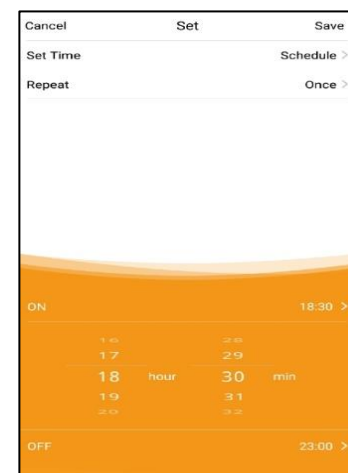 Cancel Set Save
Set Time Schedule >
Repeat Once >
ON 18:30 >
16 28
17 29
18 hour 30 min
19 31
20 32
OFF 23:00 >